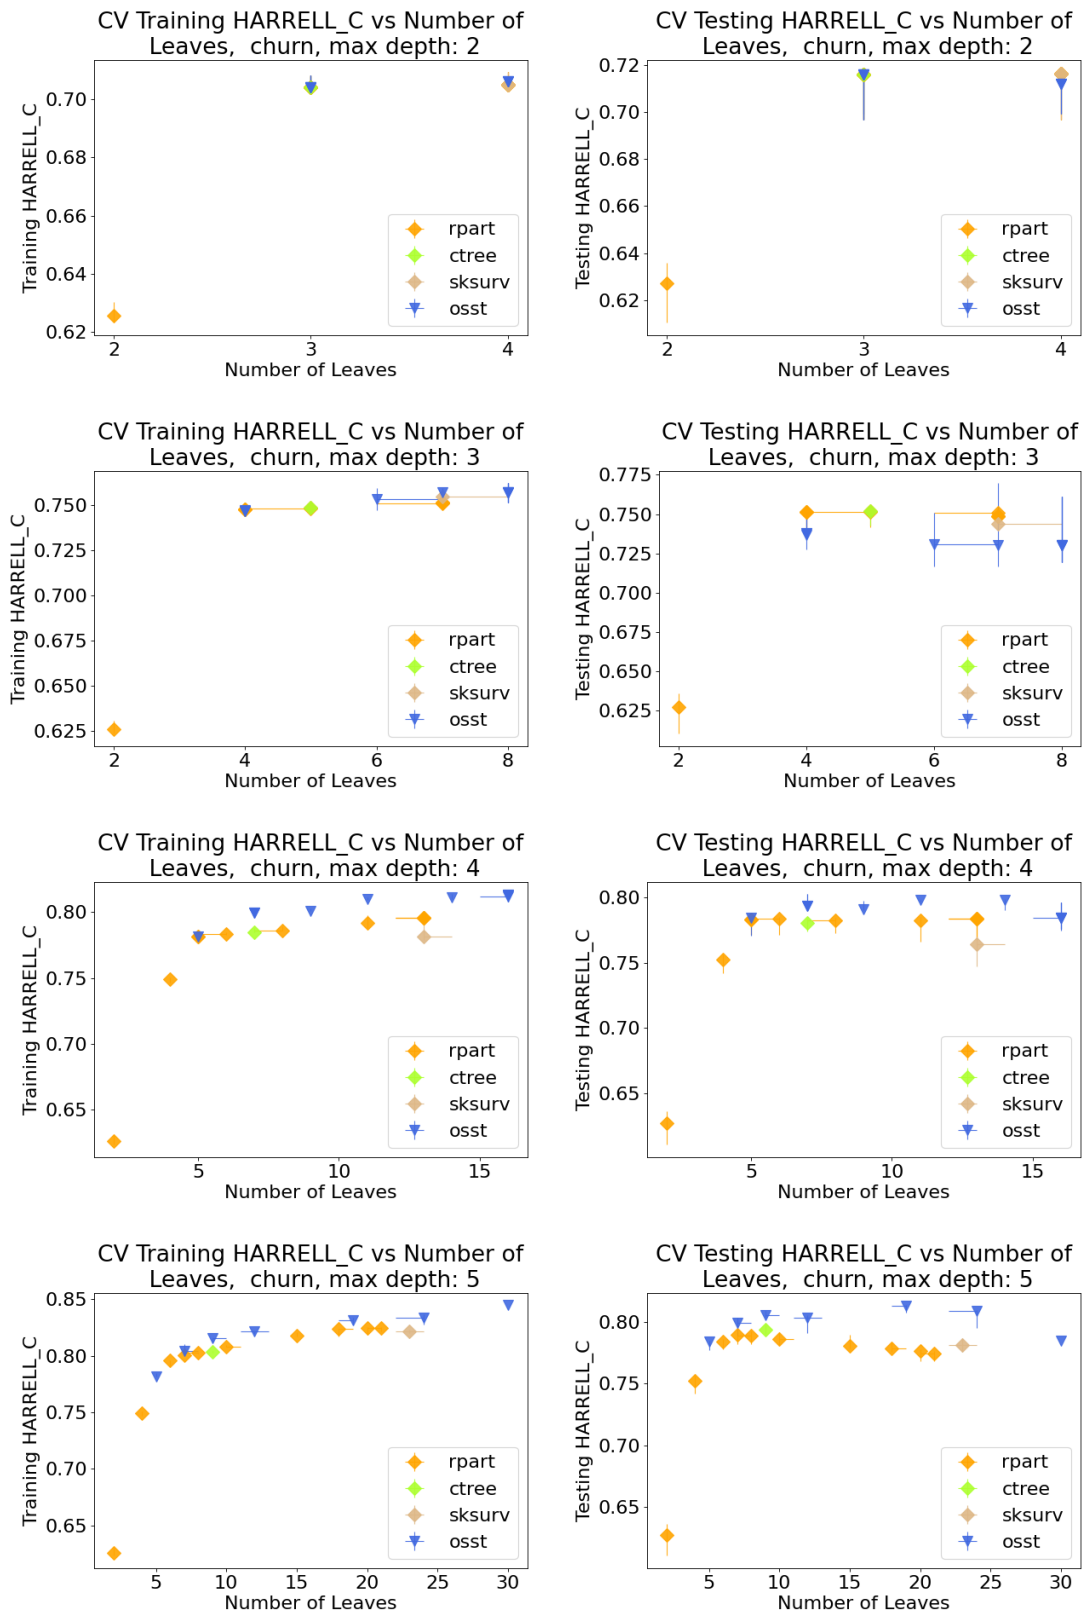 CV Training HARRELL_C vs Number of
Leaves,  churn, max depth: 2
Training HARRELL_C
0.70
0.68
0.66
0.64
0.62
2
3
4
Number of Leaves
rpart
ctree
sksurv
osst
CV Testing HARRELL_C vs Number of
Leaves,  churn, max depth: 2
Testing HARRELL_C
0.72
0.70
0.68
0.66
0.64
0.62
2
3
4
Number of Leaves
rpart
ctree
sksurv
osst
CV Training HARRELL_C vs Number of
Leaves,  churn, max depth: 3
Training HARRELL_C
0.750
0.725
0.700
0.675
0.650
0.625
2
4
6
8
Number of Leaves
rpart
ctree
sksurv
osst
CV Testing HARRELL_C vs Number of
Leaves,  churn, max depth: 3
Testing HARRELL_C
0.775
0.750
0.725
0.700
0.675
0.650
0.625
2
4
6
8
Number of Leaves
rpart
ctree
sksurv
osst
CV Training HARRELL_C vs Number of
Leaves,  churn, max depth: 4
Training HARRELL_C
0.80
0.75
0.70
0.65
5
10
15
Number of Leaves
rpart
ctree
sksurv
osst
CV Testing HARRELL_C vs Number of
Leaves,  churn, max depth: 4
Testing HARRELL_C
0.80
0.75
0.70
0.65
5
10
15
Number of Leaves
rpart
ctree
sksurv
osst
CV Training HARRELL_C vs Number of
Leaves,  churn, max depth: 5
Training HARRELL_C
0.85
0.80
0.75
0.70
0.65
5
10
15
20
25
30
Number of Leaves
rpart
ctree
sksurv
osst
CV Testing HARRELL_C vs Number of
Leaves,  churn, max depth: 5
Testing HARRELL_C
0.80
0.75
0.70
0.65
5
10
15
20
25
30
Number of Leaves
rpart
ctree
sksurv
osst